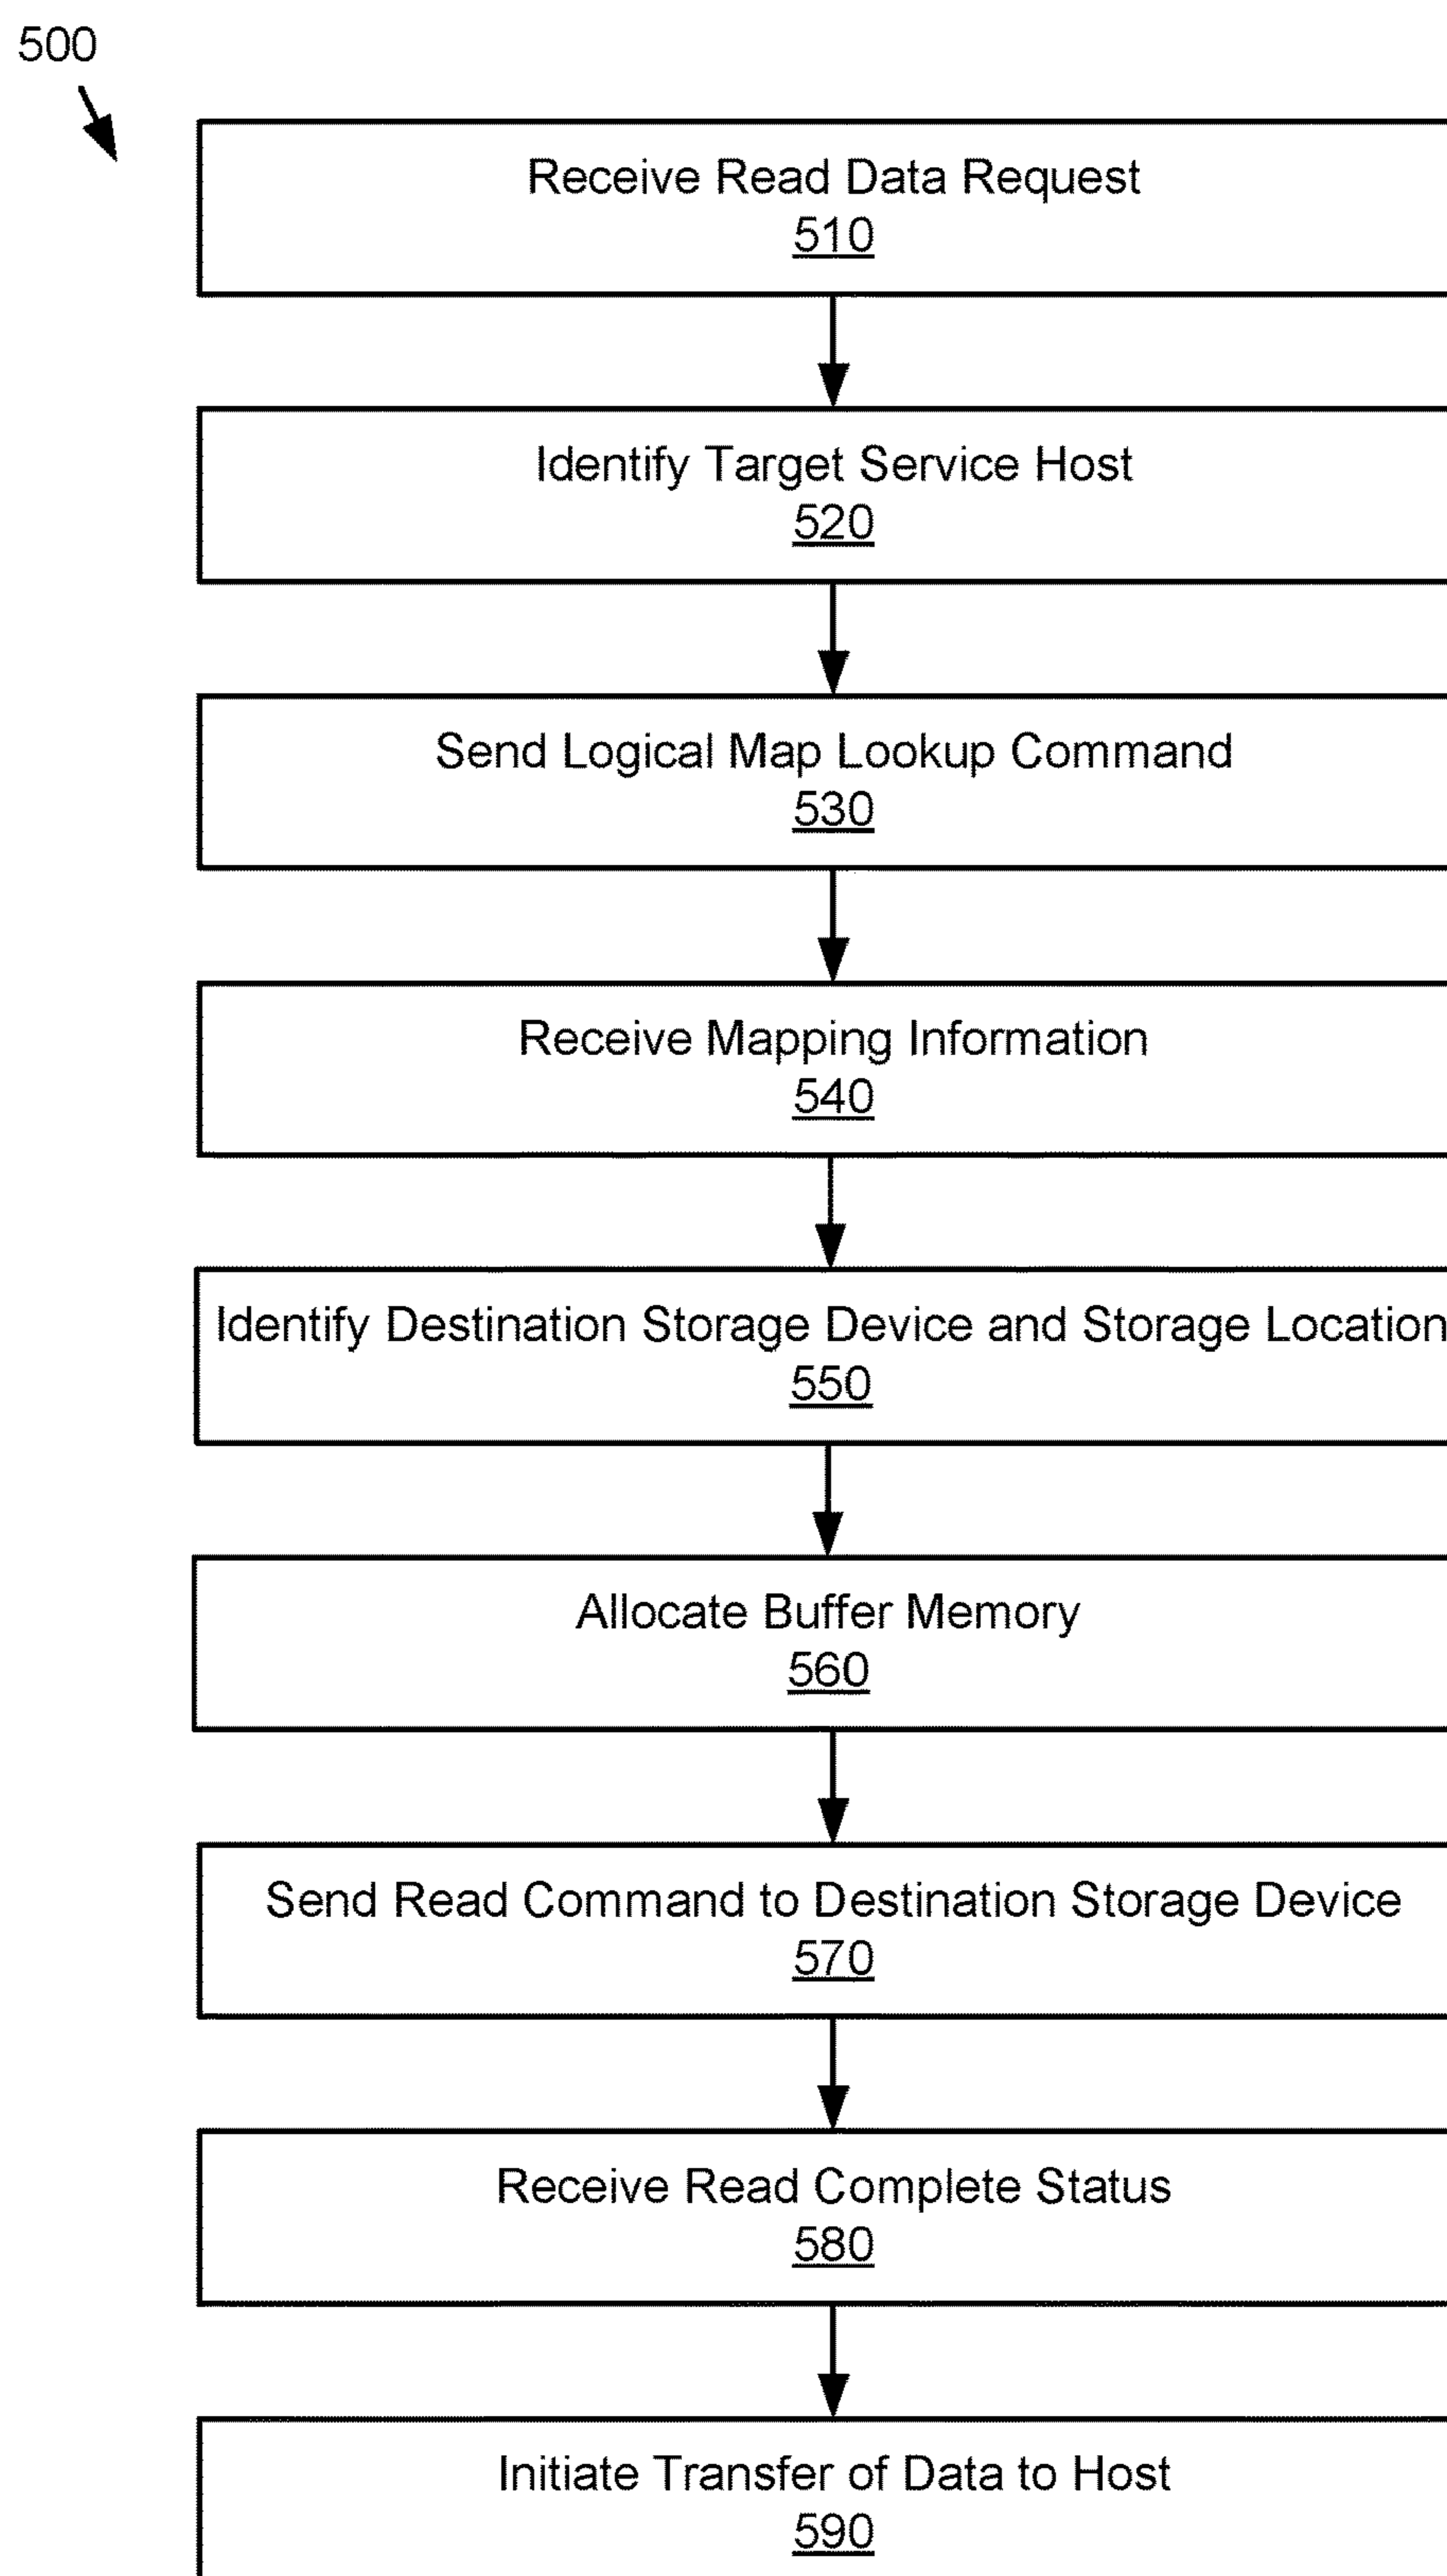 500
Receive Read Data Request
510
Identify Target Service Host
520
Send Logical Map Lookup Command
530
Receive Mapping Information
540
Identify Destination Storage Device and Storage Location
550
Allocate Buffer Memory
560
Send Read Command to Destination Storage Device
570
Receive Read Complete Status
580
Initiate Transfer of Data to Host
590